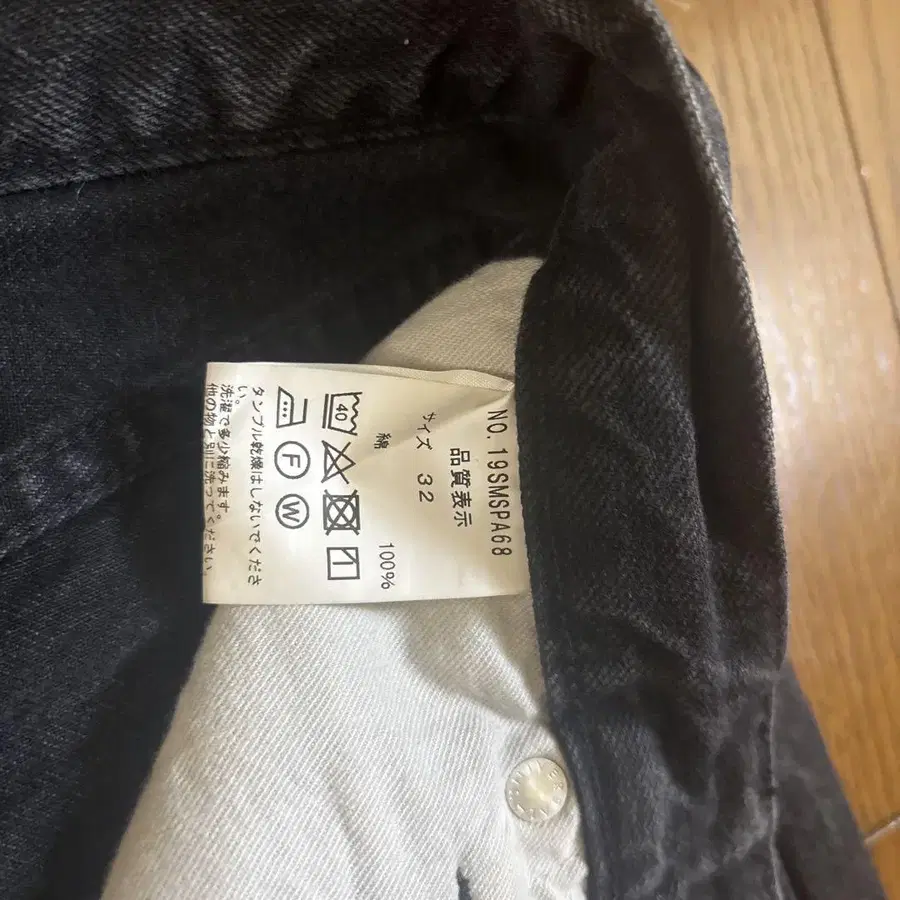 NO. 19SMSPA68
品質表示
サイズ 32
綿 100%
40
F W
タンブル乾燥はしないでくださ
い。
洗濯で多少縮みます。
他の物と別に洗ってください。